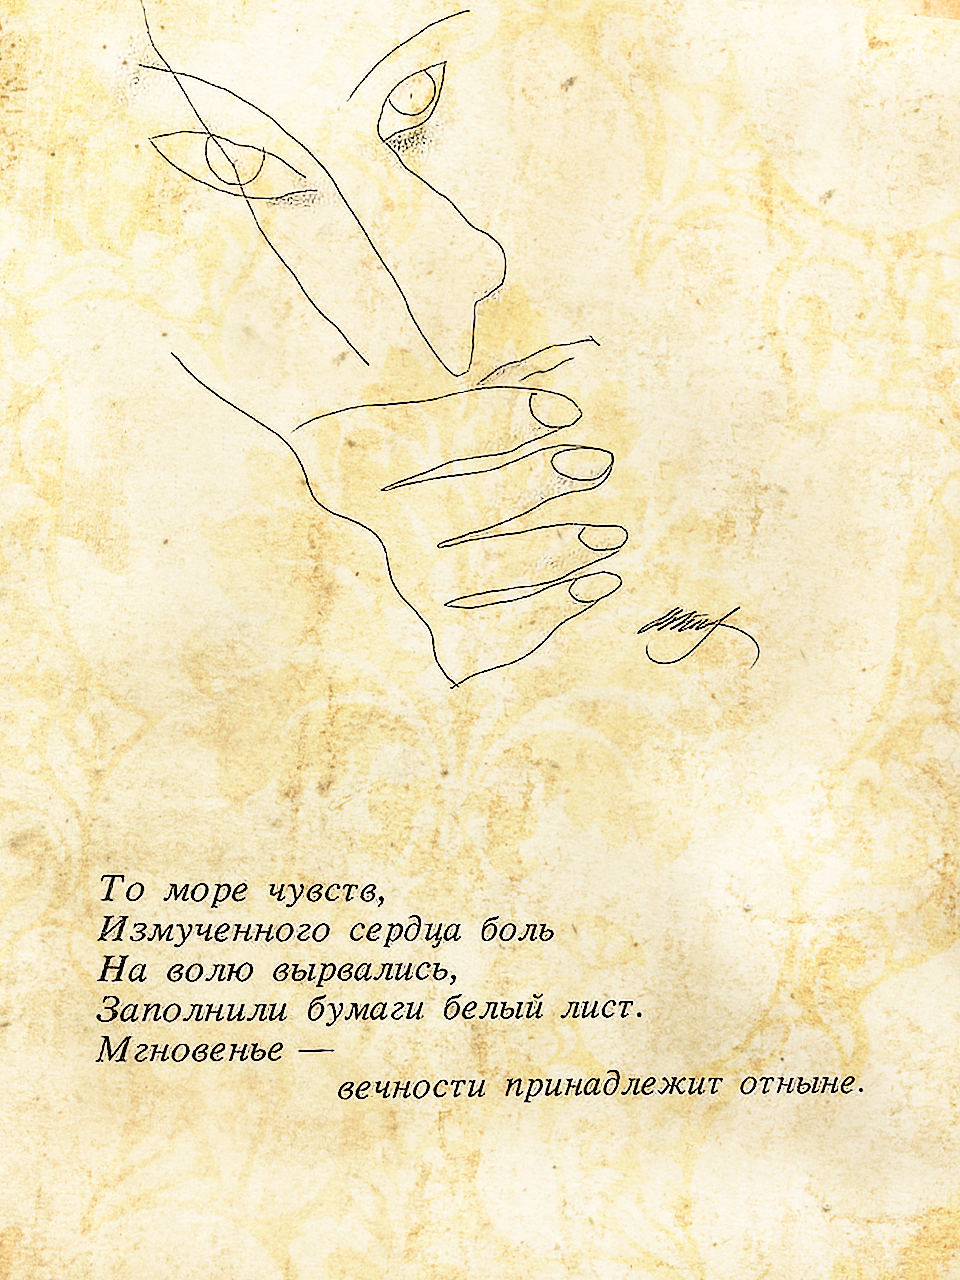 То море чувств,
Измученного сердца боль
На волю вырвались,
Заполнили бумаги белый лист.
Мгновенье —
вечности принадлежит отныне.